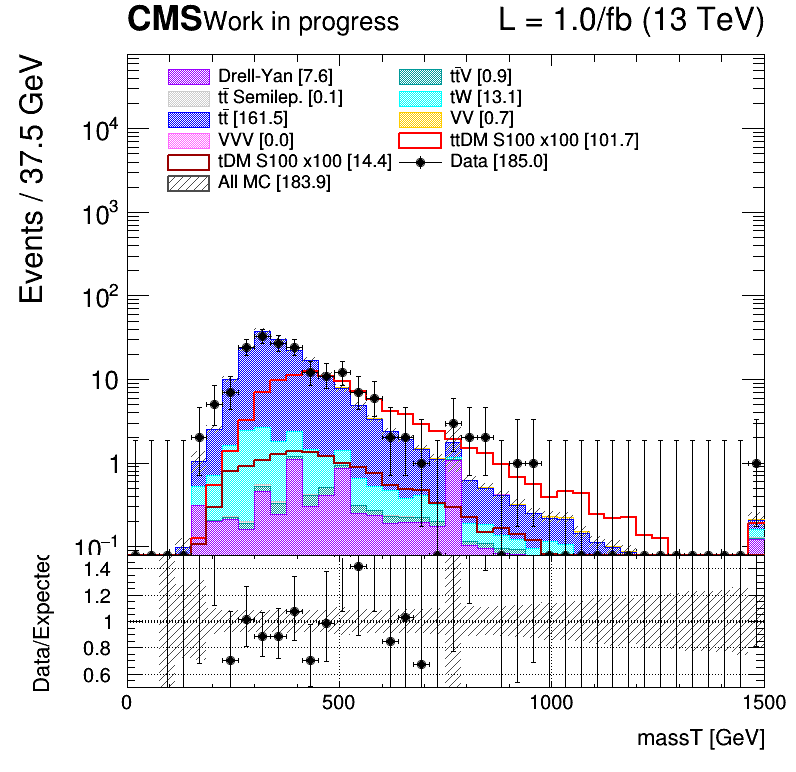 CMS Work in progress L = 1.0/fb (13 TeV)
Events / 37.5 GeV
Drell-Yan [7.6] tt̄V [0.9]
tt̄ Semilep. [0.1] tW [13.1]
tt̄ [161.5] VV [0.7]
VVV [0.0] ttDM S100 x100 [101.7]
tDM S100 x100 [14.4] Data [185.0]
All MC [183.9]
10⁴
10³
10²
10
1
10⁻¹
Data/Expected
1.4
1.2
1
0.8
0.6
0 500 1000 1500
massT [GeV]